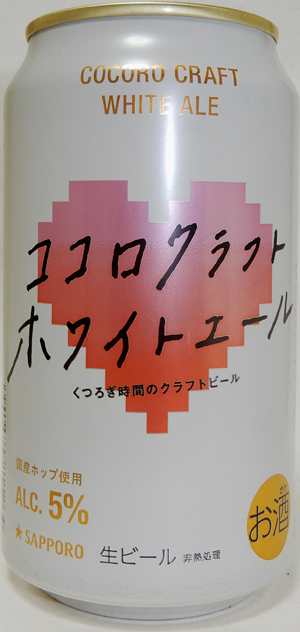 COCORO CRAFT
WHITE ALE
ココロクラフト
ホワイトエール
くつろぎ時間のクラフトビール
国産ホップ使用
ALC. 5%
★SAPPORO
生ビール 非熱処理
お酒